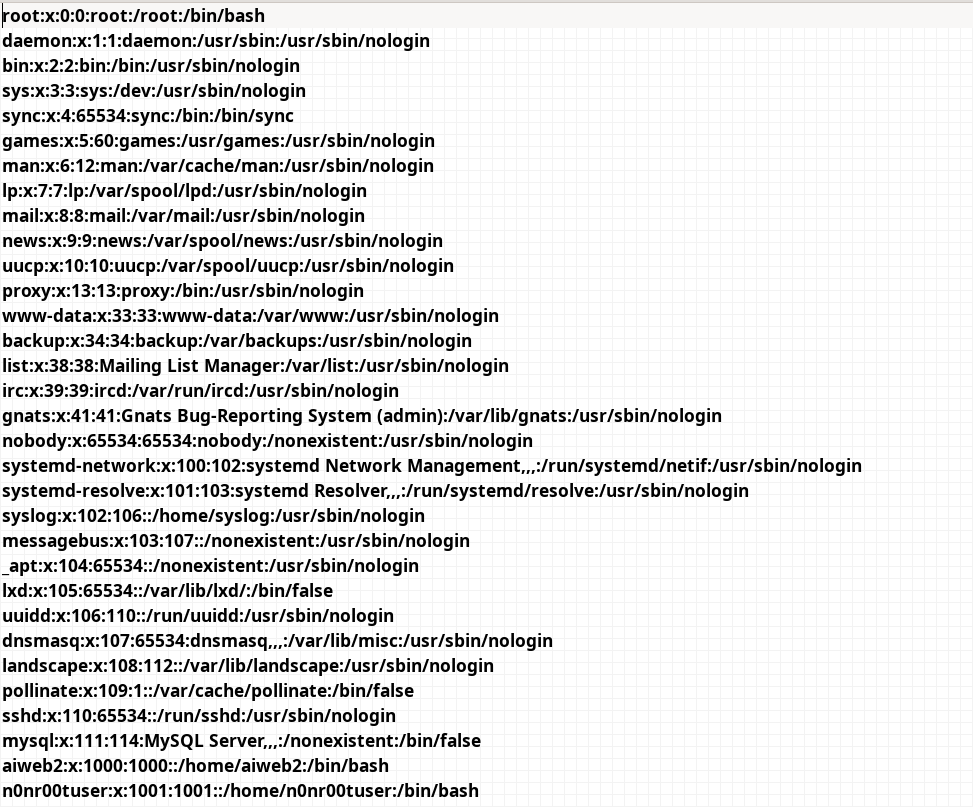 root:x:0:0:root:/root:/bin/bash
daemon:x:1:1:daemon:/usr/sbin:/usr/sbin/nologin
bin:x:2:2:bin:/bin:/usr/sbin/nologin
sys:x:3:3:sys:/dev:/usr/sbin/nologin
sync:x:4:65534:sync:/bin:/bin/sync
games:x:5:60:games:/usr/games:/usr/sbin/nologin
man:x:6:12:man:/var/cache/man:/usr/sbin/nologin
lp:x:7:7:lp:/var/spool/lpd:/usr/sbin/nologin
mail:x:8:8:mail:/var/mail:/usr/sbin/nologin
news:x:9:9:news:/var/spool/news:/usr/sbin/nologin
uucp:x:10:10:uucp:/var/spool/uucp:/usr/sbin/nologin
proxy:x:13:13:proxy:/bin:/usr/sbin/nologin
www-data:x:33:33:www-data:/var/www:/usr/sbin/nologin
backup:x:34:34:backup:/var/backups:/usr/sbin/nologin
list:x:38:38:Mailing List Manager:/var/list:/usr/sbin/nologin
irc:x:39:39:ircd:/var/run/ircd:/usr/sbin/nologin
gnats:x:41:41:Gnats Bug-Reporting System (admin):/var/lib/gnats:/usr/sbin/nologin
nobody:x:65534:65534:nobody:/nonexistent:/usr/sbin/nologin
systemd-network:x:100:102:systemd Network Management,,,:/run/systemd/netif:/usr/sbin/nologin
systemd-resolve:x:101:103:systemd Resolver,,,:/run/systemd/resolve:/usr/sbin/nologin
syslog:x:102:106::/home/syslog:/usr/sbin/nologin
messagebus:x:103:107::/nonexistent:/usr/sbin/nologin
_apt:x:104:65534::/nonexistent:/usr/sbin/nologin
lxd:x:105:65534::/var/lib/lxd/:/bin/false
uuidd:x:106:110::/run/uuidd:/usr/sbin/nologin
dnsmasq:x:107:65534:dnsmasq,,,:/var/lib/misc:/usr/sbin/nologin
landscape:x:108:112::/var/lib/landscape:/usr/sbin/nologin
pollinate:x:109:1::/var/cache/pollinate:/bin/false
sshd:x:110:65534::/run/sshd:/usr/sbin/nologin
mysql:x:111:114:MySQL Server,,,:/nonexistent:/bin/false
aiweb2:x:1000:1000::/home/aiweb2:/bin/bash
n0nr00tuser:x:1001:1001::/home/n0nr00tuser:/bin/bash